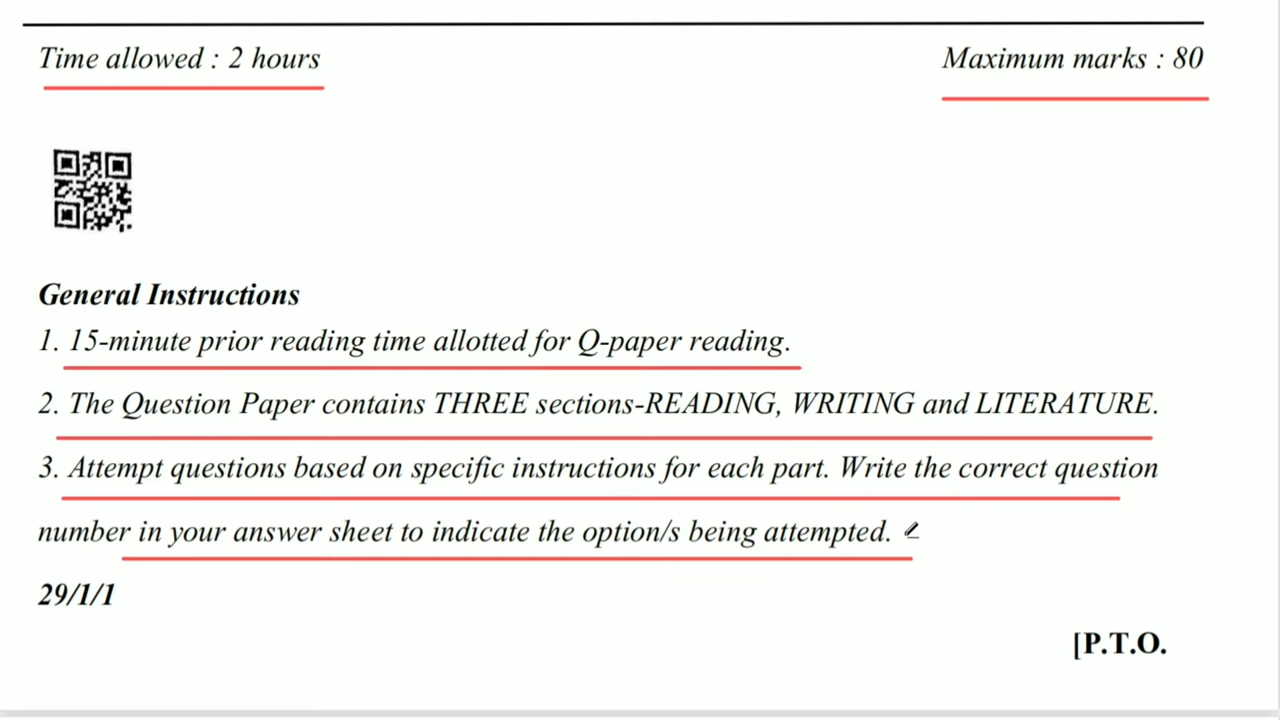 Time allowed : 2 hours Maximum marks : 80
General Instructions
1. 15-minute prior reading time allotted for Q-paper reading.
2. The Question Paper contains THREE sections-READING, WRITING and LITERATURE.
3. Attempt questions based on specific instructions for each part. Write the correct question
number in your answer sheet to indicate the option/s being attempted.
29/1/1
[P.T.O.